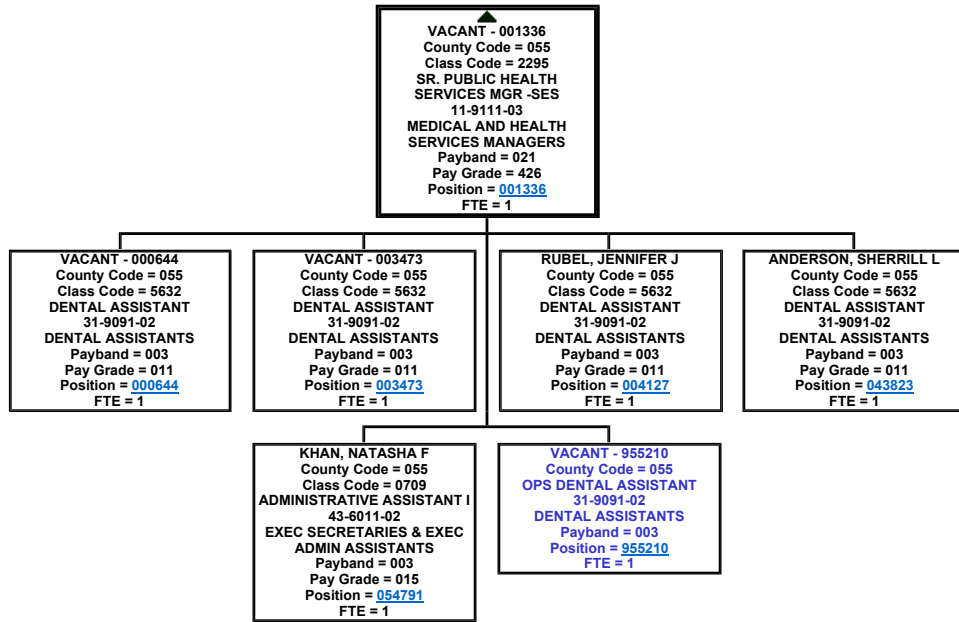 VACANT - 001336
County Code = 055
Class Code = 2295
SR. PUBLIC HEALTH
SERVICES MGR -SES
11-9111-03
MEDICAL AND HEALTH
SERVICES MANAGERS
Payband = 021
Pay Grade = 426
Position = 001336
FTE = 1
VACANT - 000644
County Code = 055
Class Code = 5632
DENTAL ASSISTANT
31-9091-02
DENTAL ASSISTANTS
Payband = 003
Pay Grade = 011
Position = 000644
FTE = 1
VACANT - 003473
County Code = 055
Class Code = 5632
DENTAL ASSISTANT
31-9091-02
DENTAL ASSISTANTS
Payband = 003
Pay Grade = 011
Position = 003473
FTE = 1
RUBEL, JENNIFER J
County Code = 055
Class Code = 5632
DENTAL ASSISTANT
31-9091-02
DENTAL ASSISTANTS
Payband = 003
Pay Grade = 011
Position = 004127
FTE = 1
ANDERSON, SHERRILL L
County Code = 055
Class Code = 5632
DENTAL ASSISTANT
31-9091-02
DENTAL ASSISTANTS
Payband = 003
Pay Grade = 011
Position = 043823
FTE = 1
KHAN, NATASHA F
County Code = 055
Class Code = 0709
ADMINISTRATIVE ASSISTANT I
43-6011-02
EXEC SECRETARIES & EXEC
ADMIN ASSISTANTS
Payband = 003
Pay Grade = 015
Position = 054791
FTE = 1
VACANT - 955210
County Code = 055
OPS DENTAL ASSISTANT
31-9091-02
DENTAL ASSISTANTS
Payband = 003
Position = 955210
FTE = 1